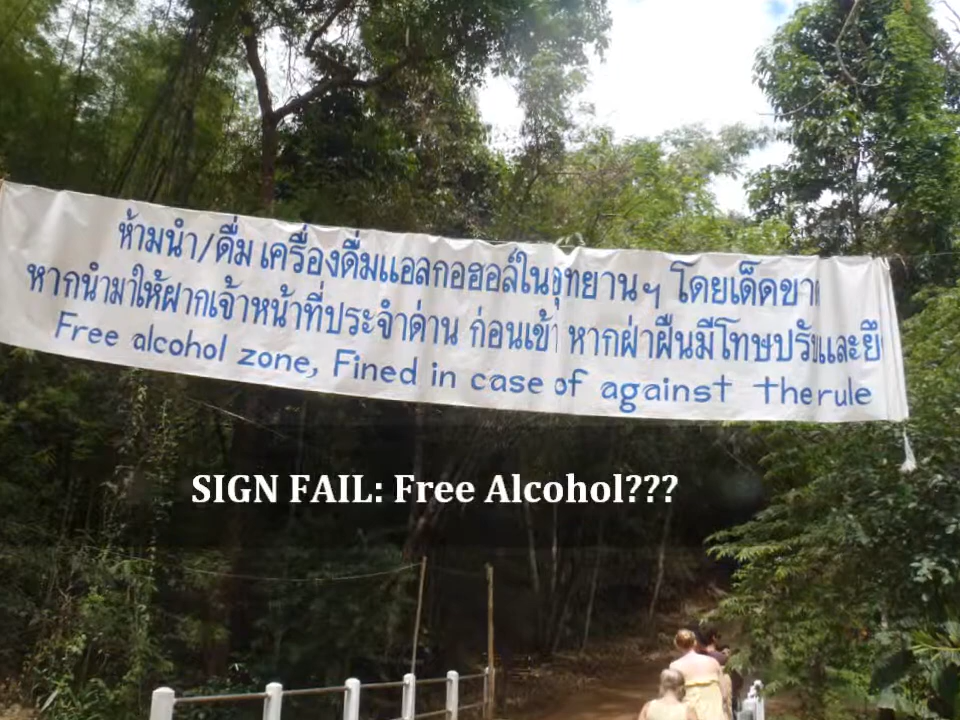 ห้ามนำ/ดื่ม เครื่องดื่มแอลกอฮอล์ในอุทยานฯ โดยเด็ดขา
หากนำมาให้ฝากเจ้าหน้าที่ประจำด่าน ก่อนเข้า หากฝ่าฝืนมีโทษปรับและยึ
Free alcohol zone, Fined in case of against therule
SIGN FAIL: Free Alcohol???